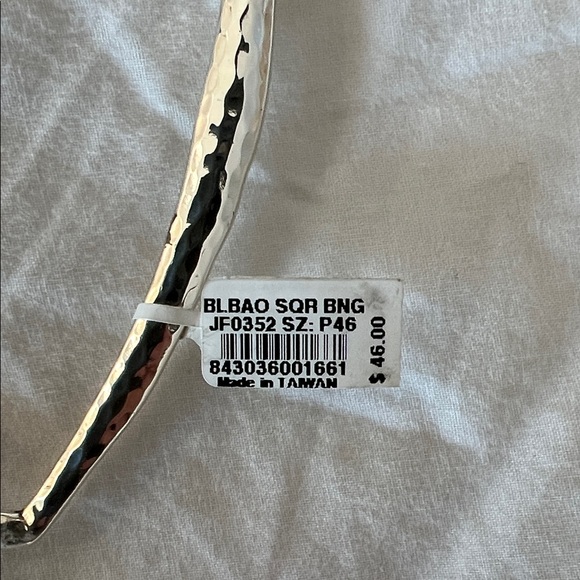 BLBAO SQR BNG
JF0352 SZ: P46
843036001661
Made in TAIWAN
$ 46.00